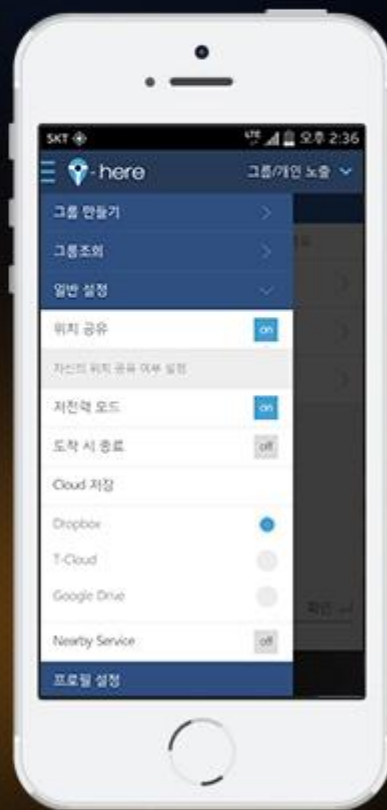 SKT LTE 오후 2:36
-here 그룹/개인 노출
그룹 만들기
그룹조회
일반 설정
위치 공유 on
자신의 위치 공유 여부 설정
저전력 모드 on
도착 시 종료 off
Cloud 저장
Dropbox
T-Cloud
Google Drive
확인
Nearby Service off
프로필 설정